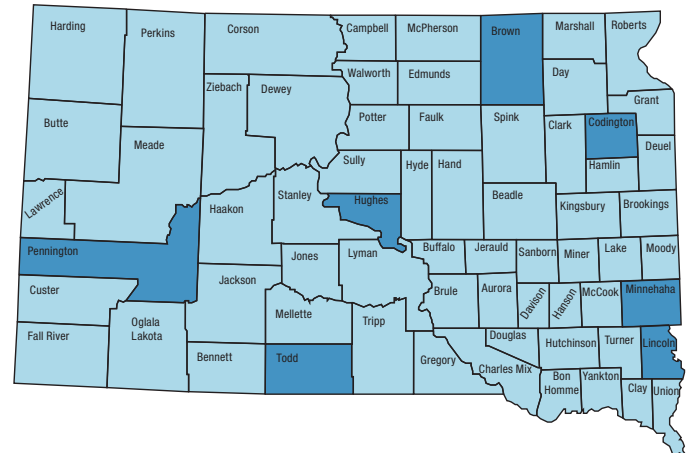 Harding
Perkins
Corson
Campbell
McPherson
Brown
Marshall
Roberts
Ziebach
Dewey
Walworth
Edmunds
Day
Grant
Butte
Meade
Potter
Faulk
Spink
Clark
Codington
Deuel
Hamlin
Sully
Hyde
Hand
Lawrence
Haakon
Stanley
Hughes
Beadle
Kingsbury
Brookings
Pennington
Jones
Lyman
Buffalo
Jerauld
Sanborn
Miner
Lake
Moody
Custer
Jackson
Brule
Aurora
Davison
Hanson
McCook
Minnehaha
Fall River
Oglala
Lakota
Mellette
Tripp
Bennett
Todd
Gregory
Douglas
Charles Mix
Hutchinson
Turner
Lincoln
Bon
Homme
Yankton
Clay
Union